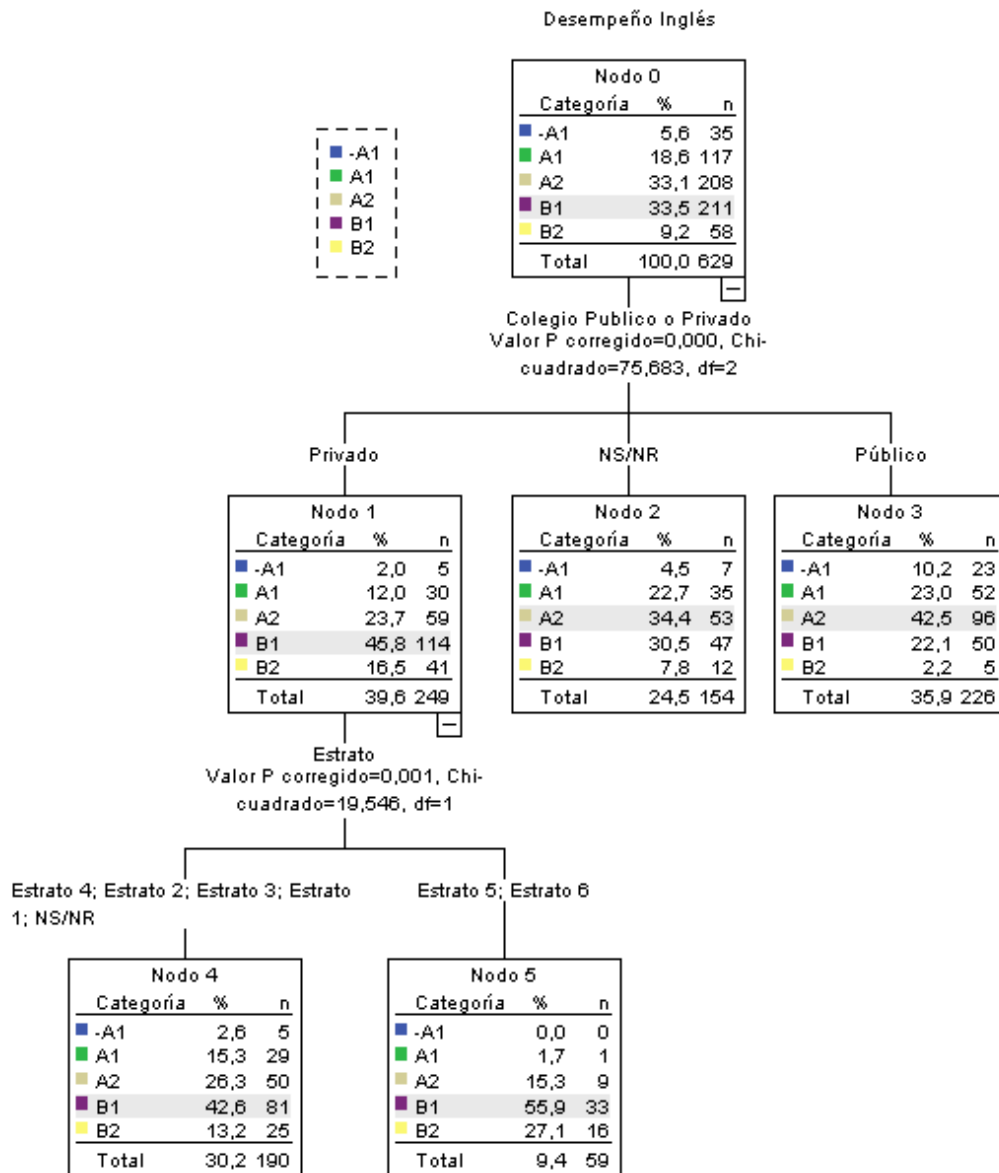 Desempeño Inglés
-A1
A1
A2
B1
B2
Nodo 0
Categoría % n
-A1 5,6 35
A1 18,6 117
A2 33,1 208
B1 33,5 211
B2 9,2 58
Total 100,0 629
Colegio Publico o Privado
Valor P corregido=0,000, Chi-
cuadrado=75,683, df=2
Privado
NS/NR
Público
Nodo 1
Categoría % n
-A1 2,0 5
A1 12,0 30
A2 23,7 59
B1 45,8 114
B2 16,5 41
Total 39,6 249
Nodo 2
Categoría % n
-A1 4,5 7
A1 22,7 35
A2 34,4 53
B1 30,5 47
B2 7,8 12
Total 24,5 154
Nodo 3
Categoría % n
-A1 10,2 23
A1 23,0 52
A2 42,5 96
B1 22,1 50
B2 2,2 5
Total 35,9 226
Estrato
Valor P corregido=0,001, Chi-
cuadrado=19,546, df=1
Estrato 4; Estrato 2; Estrato 3; Estrato
1; NS/NR
Estrato 5; Estrato 6
Nodo 4
Categoría % n
-A1 2,6 5
A1 15,3 29
A2 26,3 50
B1 42,6 81
B2 13,2 25
Total 30,2 190
Nodo 5
Categoría % n
-A1 0,0 0
A1 1,7 1
A2 15,3 9
B1 55,9 33
B2 27,1 16
Total 9,4 59